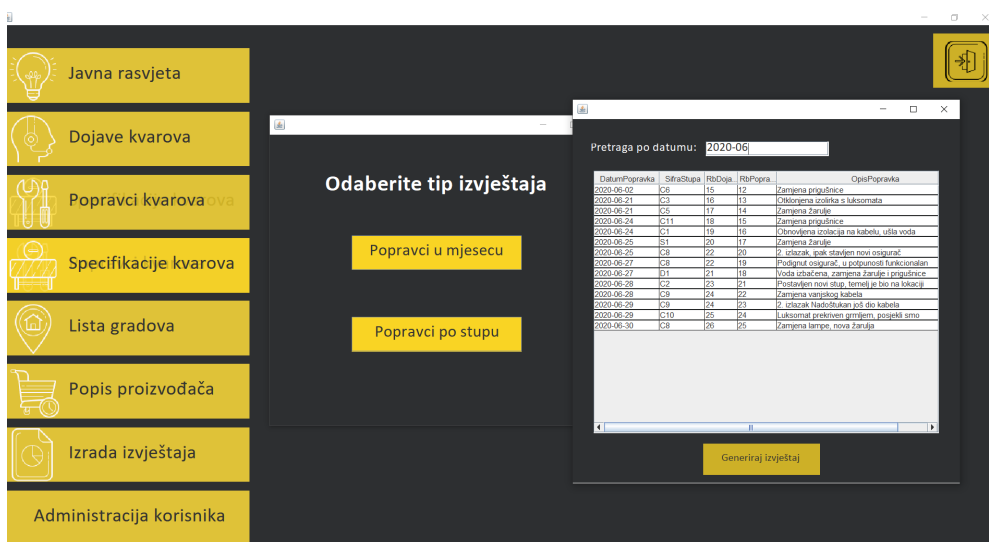 Javna rasvjeta
Dojave kvarova
Popravci kvarova
Specifikacije kvarova
Lista gradova
Popis proizvođača
Izrada izvještaja
Administracija korisnika
Odaberite tip izvještaja
Popravci u mjesecu
Popravci po stupu
Pretraga po datumu: 2020-06
DatumPopravka SifraStupa RbDoja... RbPopra... OpisPopravka
2020-06-02 C6 15 12 Zamjena prigušnice
2020-06-21 C3 16 13 Otklonjena izolirka s luksomata
2020-06-21 C5 17 14 Zamjena žarulje
2020-06-24 C11 18 15 Zamjena prigušnice
2020-06-24 C1 19 16 Obnovljena izolacija na kabelu, ušla voda
2020-06-25 S1 20 17 Zamjena žarulje
2020-06-25 C8 22 20 2. izlazak, ipak stavljen novi osigurač
2020-06-27 C8 22 19 Podignut osigurač, u potpunosti funkcionalan
2020-06-27 D1 21 18 Voda izbačena, zamjena žarulje i prigušnice
2020-06-28 C2 23 21 Postavljen novi stup, temelj je bio na lokaciji
2020-06-28 C9 24 22 Zamjena vanjskog kabela
2020-06-29 C9 24 23 2. izlazak Nadoštukan još dio kabela
2020-06-29 C10 25 24 Luksomat prekriven grmljem, posjekli smo
2020-06-30 C8 26 25 Zamjena lampe, nova žarulja
Generiraj izvještaj